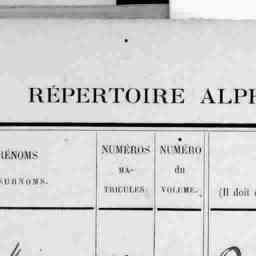 RÉPERTOIRE ALPH
RÉNOMS
SURNOMS.
NUMÉROS
MA-
TRICULES.
NUMÉRO
du
VOLUME.
(Il doit